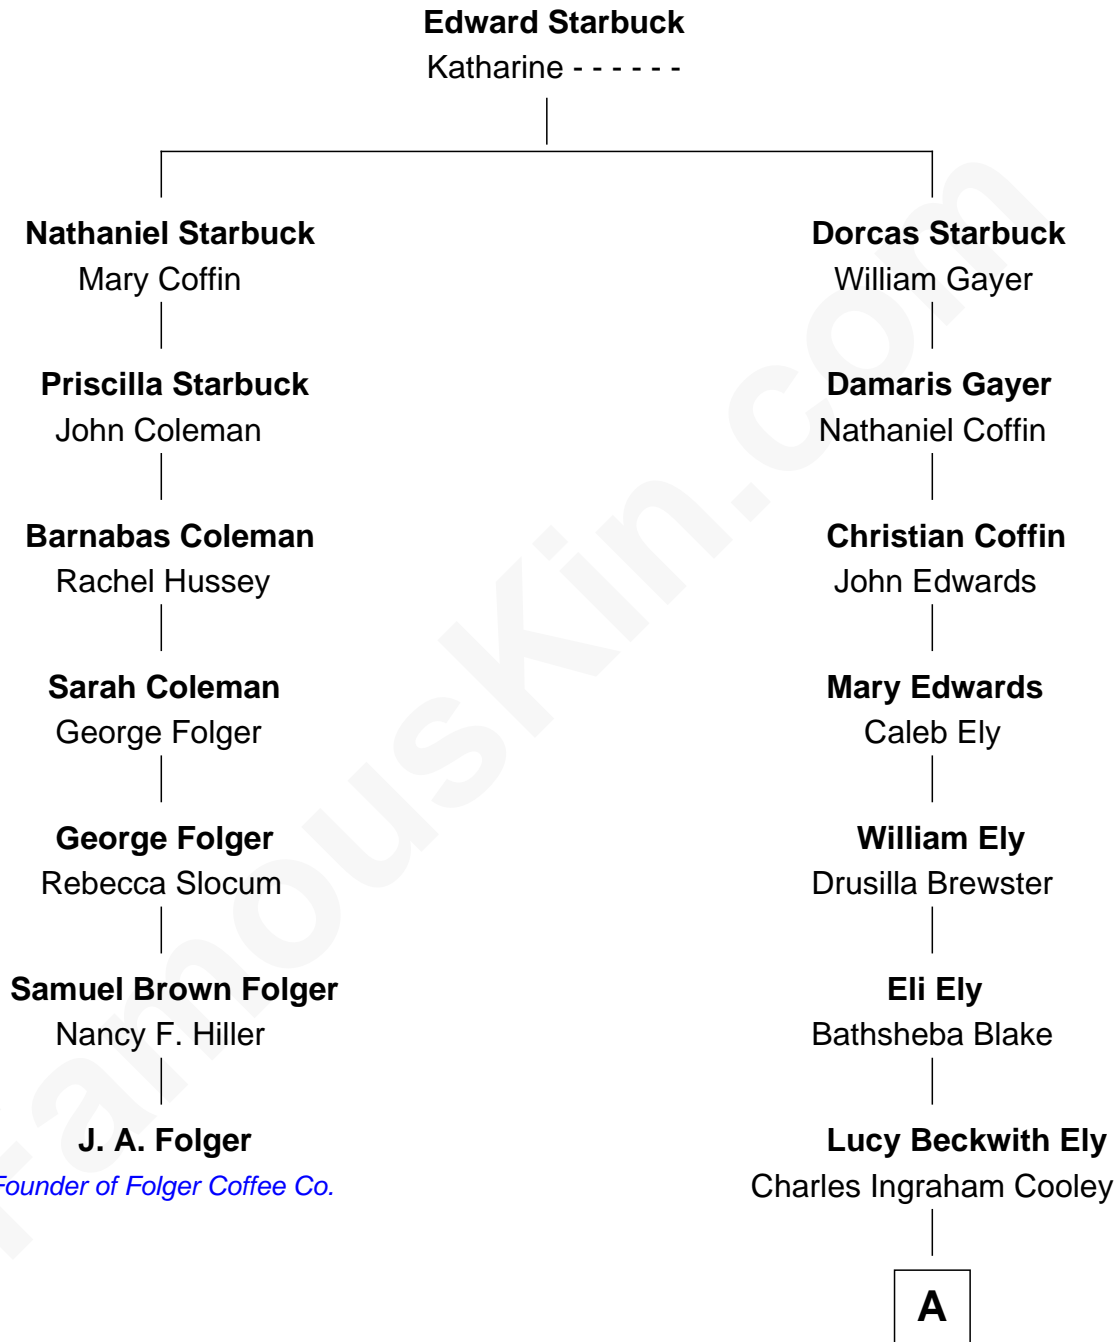 Edward Starbuck
Katharine - - - - - -
Nathaniel Starbuck
Mary Coffin
Dorcas Starbuck
William Gayer
Priscilla Starbuck
John Coleman
Damaris Gayer
Nathaniel Coffin
Barnabas Coleman
Rachel Hussey
Christian Coffin
John Edwards
Sarah Coleman
George Folger
Mary Edwards
Caleb Ely
George Folger
Rebecca Slocum
William Ely
Drusilla Brewster
Samuel Brown Folger
Nancy F. Hiller
Eli Ely
Bathsheba Blake
J. A. Folger
Founder of Folger Coffee Co.
Lucy Beckwith Ely
Charles Ingraham Cooley
A
FamousKin.com